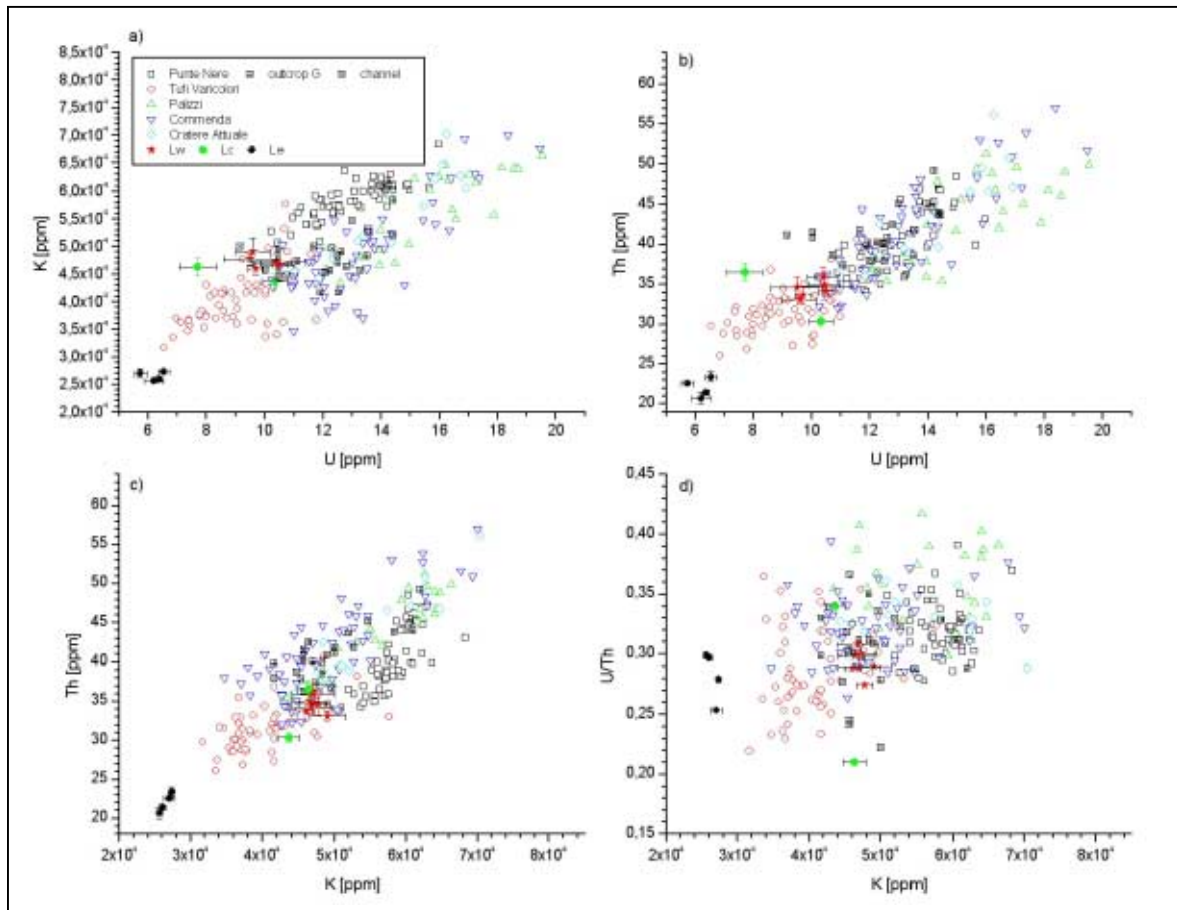 a)
8,5x10⁴
8,0x10⁴
7,5x10⁴
7,0x10⁴
6,5x10⁴
6,0x10⁴
5,5x10⁴
5,0x10⁴
4,5x10⁴
4,0x10⁴
3,5x10⁴
3,0x10⁴
2,5x10⁴
2,0x10⁴
K [ppm]
Punte Nere outcrop G channel
Tufi Varicolori
Palizzi
Commenda
Cratere Attuale
Lw Lc Le
6 8 10 12 14 16 18 20
U [ppm]
b)
60
50
40
30
20
Th [ppm]
6 8 10 12 14 16 18 20
U [ppm]
c)
60
55
50
45
40
35
30
25
20
Th [ppm]
2x10⁴ 3x10⁴ 4x10⁴ 5x10⁴ 6x10⁴ 7x10⁴ 8x10⁴
K [ppm]
d)
0,45
0,40
0,35
0,30
0,25
0,20
0,15
U/Th
2x10⁴ 3x10⁴ 4x10⁴ 5x10⁴ 6x10⁴ 7x10⁴ 8x10⁴
K [ppm]